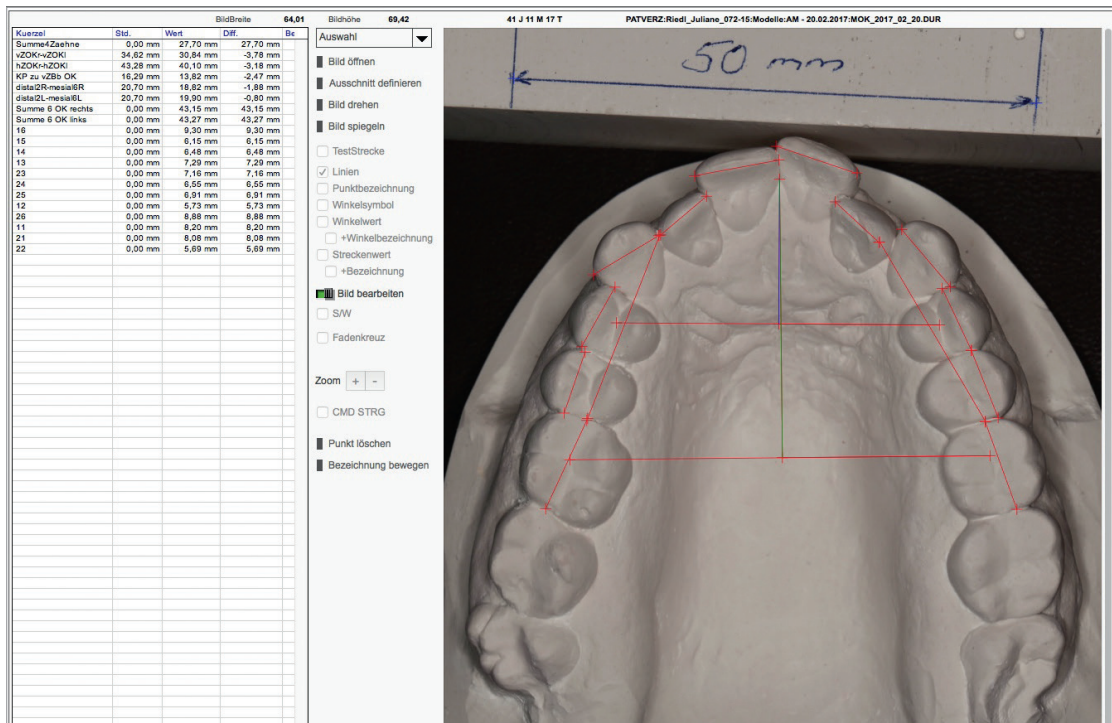 BildBreite 64,01 Bildhöhe 69,42 41 J 11 M 17 T PATVERZ:Riedl_Juliane_072-15:Modelle:AM - 20.02.2017:MOK_2017_02_20.DUR
Kuerzel Std. Wert Diff. Be
Summe4Zaehne 0,00 mm 27,70 mm 27,70 mm
vZOKr-vZOKl 34,62 mm 30,84 mm -3,78 mm
hZOKr-hZOKl 43,28 mm 40,10 mm -3,18 mm
KP zu vZBb OK 16,29 mm 13,82 mm -2,47 mm
distal2R-mesial6R 20,70 mm 18,82 mm -1,88 mm
distal2L-mesial6L 20,70 mm 19,90 mm -0,80 mm
Summe 6 OK rechts 0,00 mm 43,15 mm 43,15 mm
Summe 6 OK links 0,00 mm 43,27 mm 43,27 mm
16 0,00 mm 9,30 mm 9,30 mm
15 0,00 mm 6,15 mm 6,15 mm
14 0,00 mm 6,48 mm 6,48 mm
13 0,00 mm 7,29 mm 7,29 mm
23 0,00 mm 7,16 mm 7,16 mm
24 0,00 mm 6,55 mm 6,55 mm
25 0,00 mm 6,91 mm 6,91 mm
12 0,00 mm 5,73 mm 5,73 mm
26 0,00 mm 8,88 mm 8,88 mm
11 0,00 mm 8,20 mm 8,20 mm
21 0,00 mm 8,08 mm 8,08 mm
22 0,00 mm 5,69 mm 5,69 mm
Auswahl
Bild öffnen
Ausschnitt definieren
Bild drehen
Bild spiegeln
TestStrecke
Linien
Punktbezeichnung
Winkelsymbol
Winkelwert
+Winkelbezeichnung
Streckenwert
+Bezeichnung
Bild bearbeiten
S/W
Fadenkreuz
Zoom + -
CMD STRG
Punkt löschen
Bezeichnung bewegen
50 mm